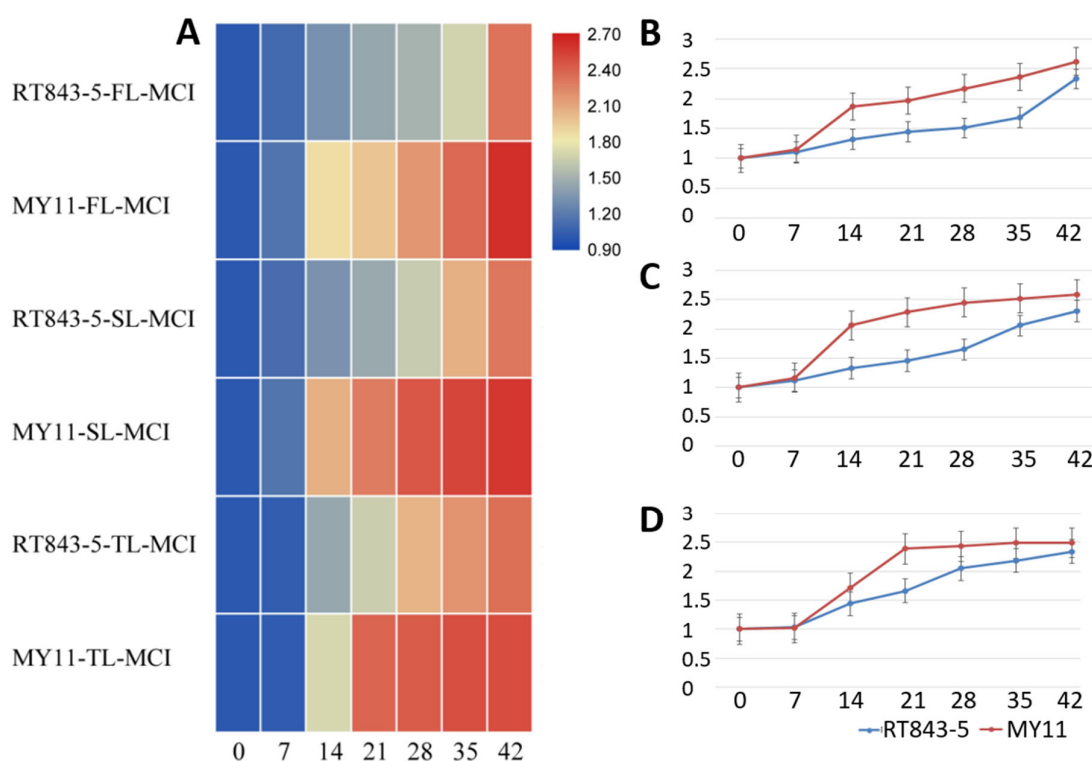 A
RT843-5-FL-MCI
MY11-FL-MCI
RT843-5-SL-MCI
MY11-SL-MCI
RT843-5-TL-MCI
MY11-TL-MCI
0 7 14 21 28 35 42
2.70
2.40
2.10
1.80
1.50
1.20
0.90
B
3
2.5
2
1.5
1
0.5
0
0 7 14 21 28 35 42
C
3
2.5
2
1.5
1
0.5
0
0 7 14 21 28 35 42
D
3
2.5
2
1.5
1
0.5
0
0 7 14 21 28 35 42
RT843-5 MY11